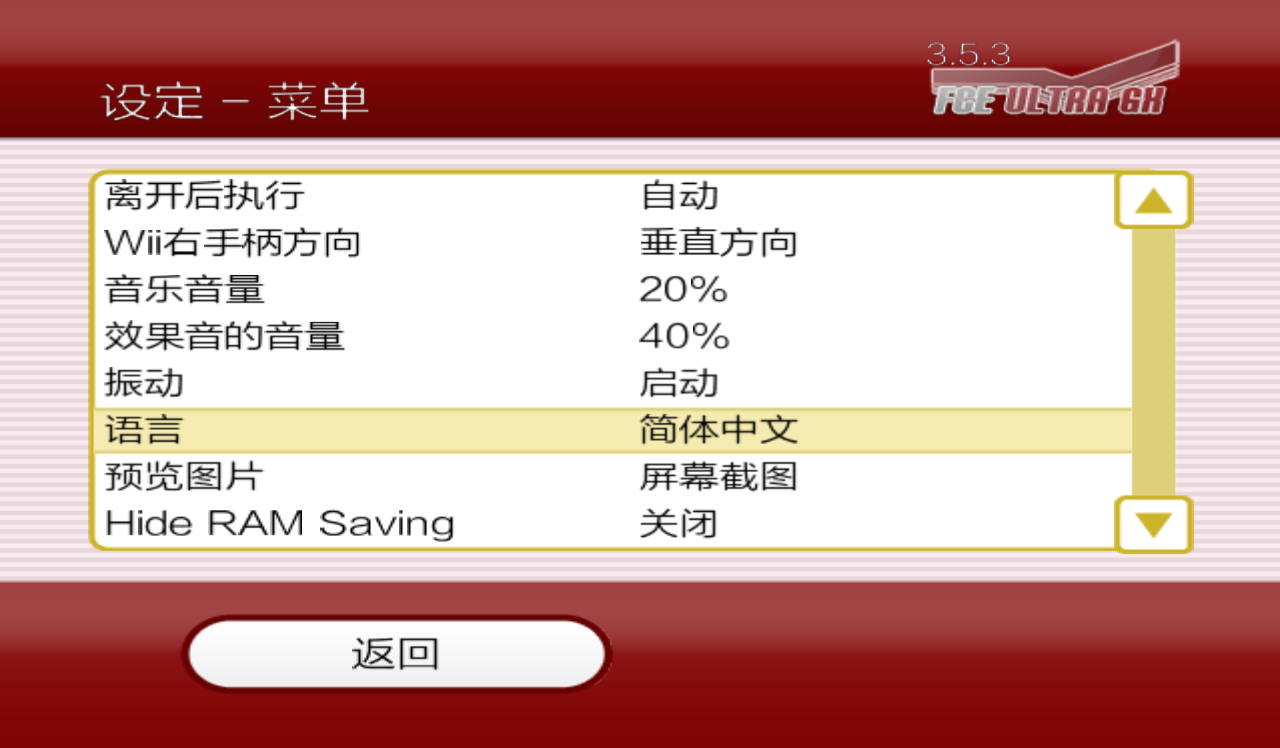 3.5.3
FCE ULTRA GX
设定 - 菜单
离开后执行 自动
Wii右手柄方向 垂直方向
音乐音量 20%
效果音的音量 40%
振动 启动
语言 简体中文
预览图片 屏幕截图
Hide RAM Saving 关闭
返回